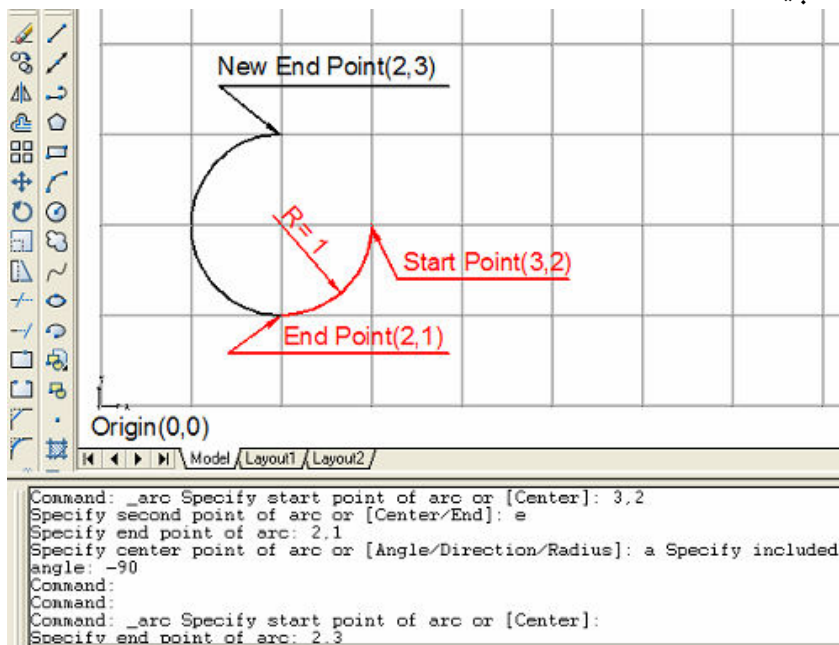 New End Point(2,3)
R= 1
Start Point(3,2)
End Point(2,1)
Origin(0,0)
Model Layout1 Layout2
Command: _arc Specify start point of arc or [Center]: 3,2
Specify second point of arc or [Center/End]: e
Specify end point of arc: 2,1
Specify center point of arc or [Angle/Direction/Radius]: a Specify included
angle: -90
Command:
Command:
Command: _arc Specify start point of arc or [Center]:
Specify end point of arc: 2,3